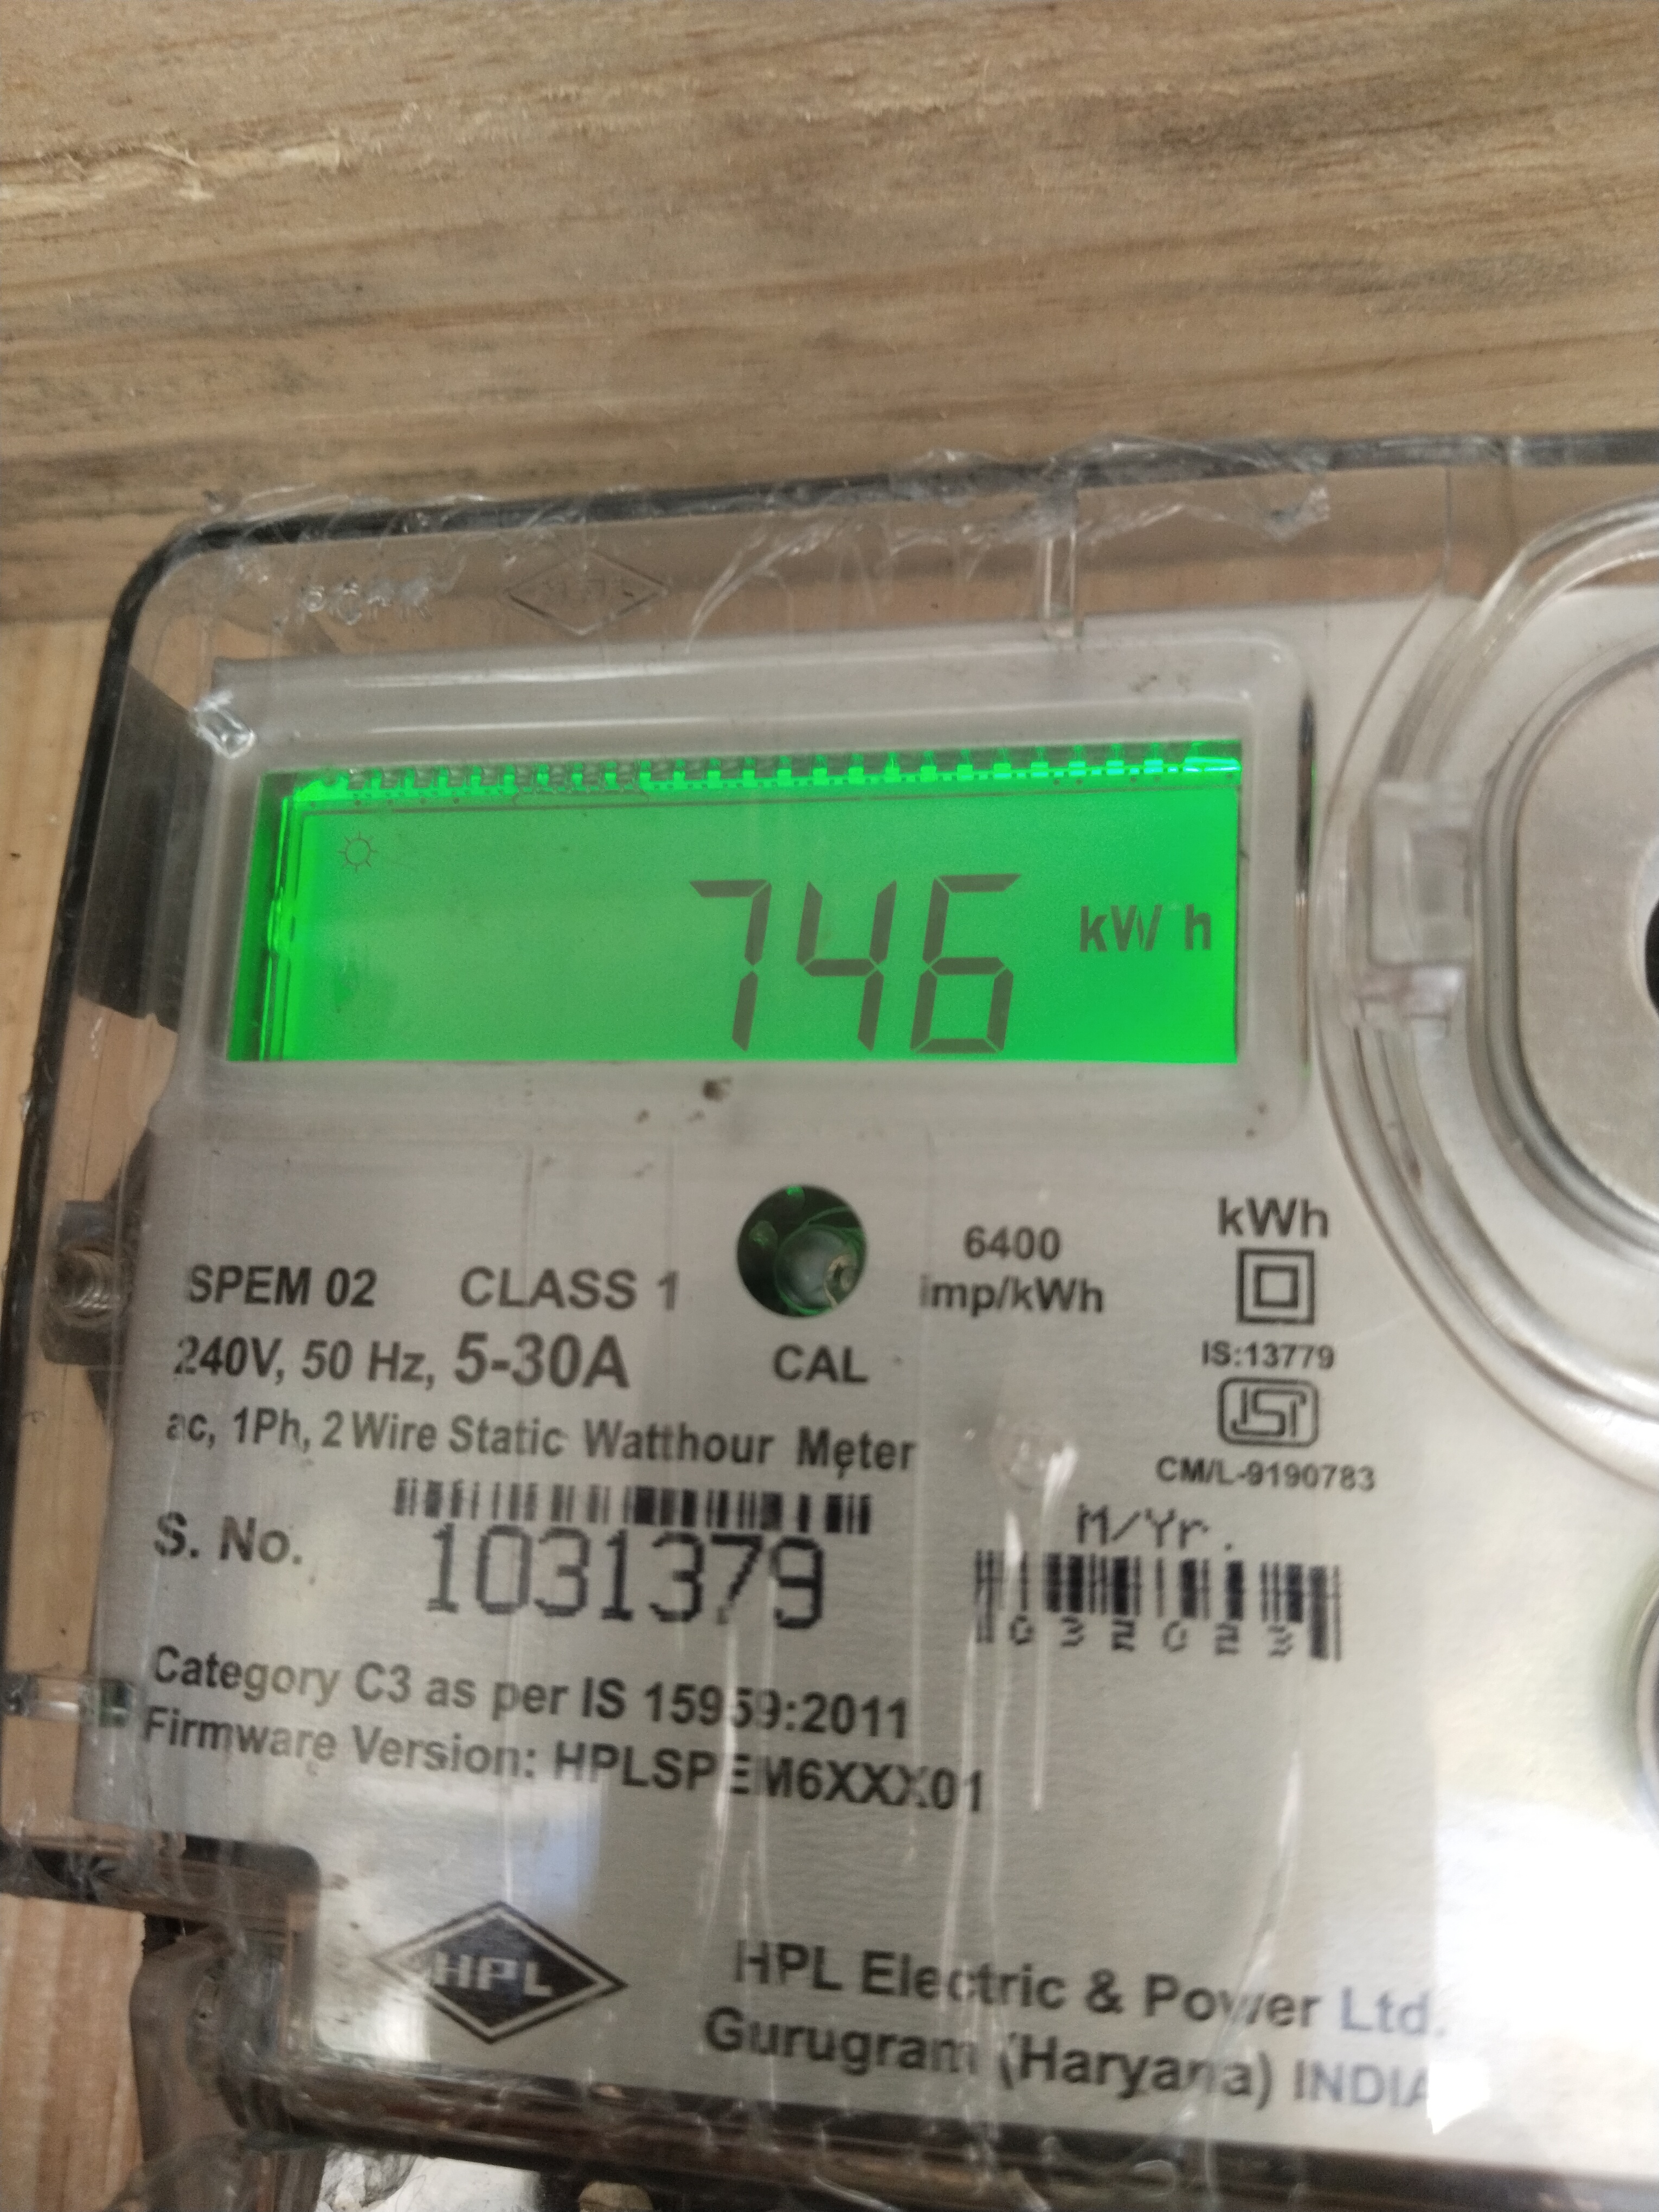 746 kWh
SPEM 02 CLASS 1
6400
imp/kWh
kWh
240V, 50 Hz, 5-30A
CAL
IS:13779
ISI
ac, 1Ph, 2 Wire Static Watthour Meter
CM/L-9190783
S. No. 1031379
M/Yr.
032023
Category C3 as per IS 15959:2011
Firmware Version: HPLSPEM6XXX01
HPL
HPL Electric & Power Ltd.
Gurugram (Haryana) INDIA